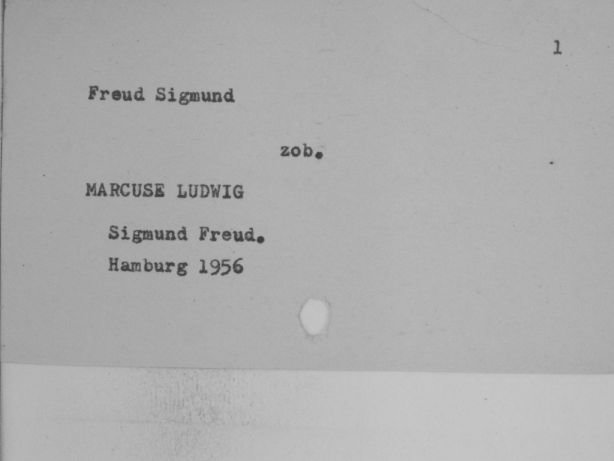 1
Freud Sigmund
zob.
MARCUSE LUDWIG
Sigmund Freud.
Hamburg 1956